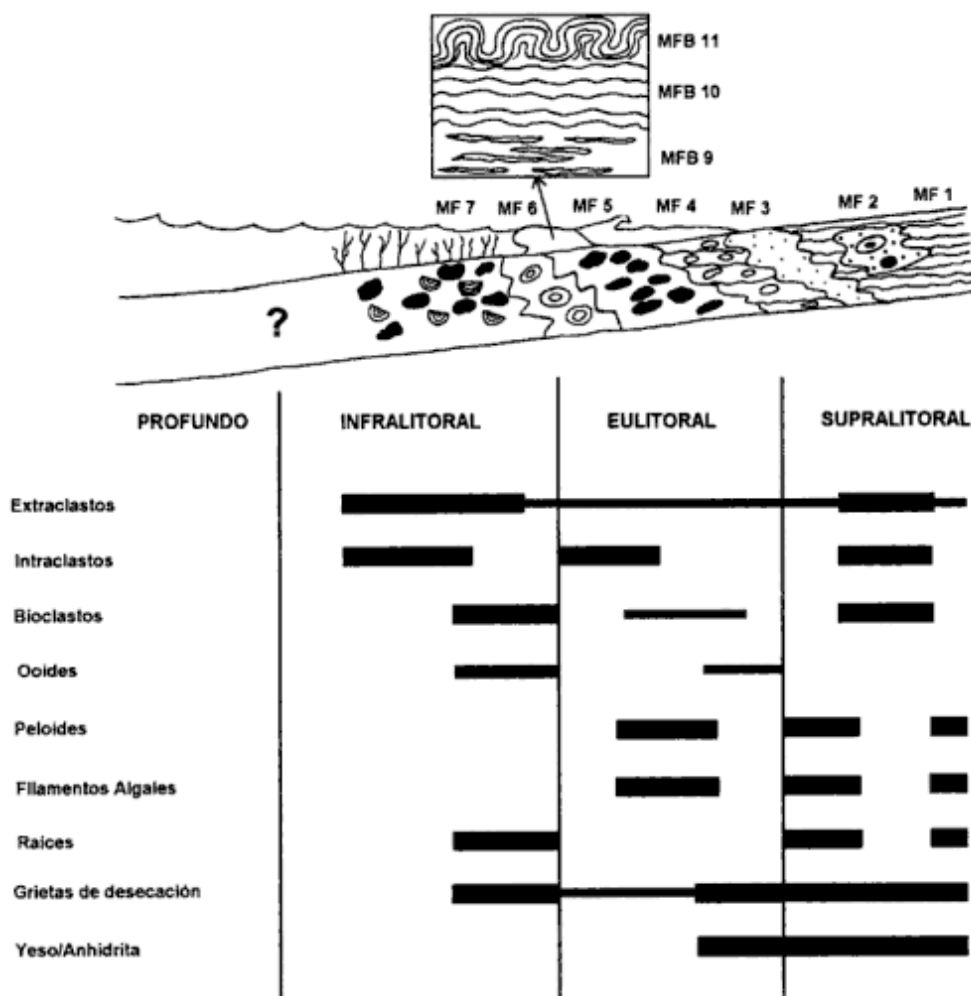 MFB 11
MFB 10
MFB 9
MF 7 MF 6 MF 5 MF 4 MF 3 MF 2 MF 1
?
PROFUNDO INFRALITORAL EULITORAL SUPRALITORAL
Extraclastos
Intraclastos
Bioclastos
Ooides
Peloides
Filamentos Algales
Raices
Grietas de desecación
Yeso/Anhidrita